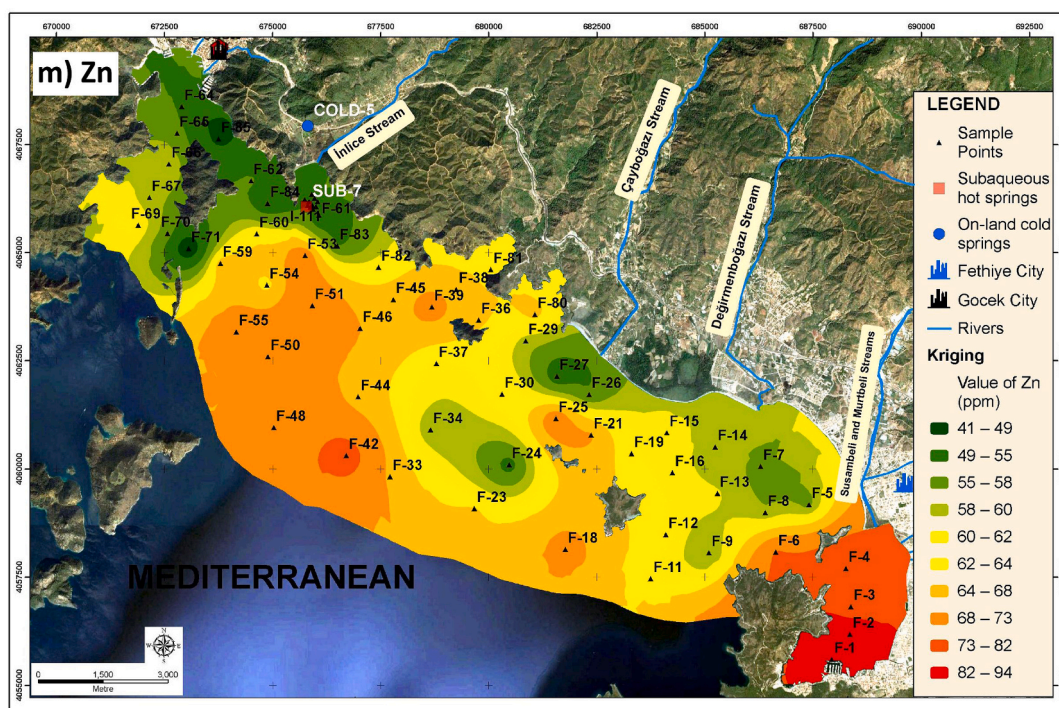 670000 672500 675000 677500 680000 682500 685000 687500 690000 692500
m) Zn
4067500
4065000
4062500
4060000
4057500
4055000
COLD-5
İnlice Stream
Çayboğazı Stream
Değirmenboğazı Stream
Susambeli and Murtbeli Streams
SUB-7
F-64
F-65
F-85
F-66
F-62
F-67
F-84
I-111
F-61
F-69
F-70
F-60
F-83
F-71
F-53
F-59
F-82
F-81
F-54
F-38
F-45
F-39
F-80
F-51
F-36
F-46
F-55
F-29
F-50
F-37
F-27
F-30
F-26
F-44
F-48
F-34
F-25
F-21
F-15
F-42
F-19
F-14
F-33
F-24
F-16
F-7
F-13
F-23
F-8
F-5
F-12
F-18
F-9
F-6
F-4
F-11
F-3
F-2
F-1
MEDITERRANEAN
N
W E
S
0 1,500 3,000
Metre
LEGEND
Sample
Points
Subaqueous
hot springs
On-land cold
springs
Fethiye City
Gocek City
Rivers
Kriging
Value of Zn
(ppm)
41 – 49
49 – 55
55 – 58
58 – 60
60 – 62
62 – 64
64 – 68
68 – 73
73 – 82
82 – 94